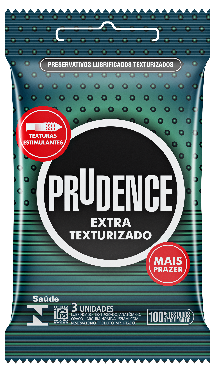 PRESERVATIVOS LUBRIFICADOS TEXTURIZADOS
TEXTURAS
ESTIMULANTES
PRUDENCE
EXTRA
TEXTURIZADO
MAIS
PRAZER
Saúde
N
3 UNIDADES
100%